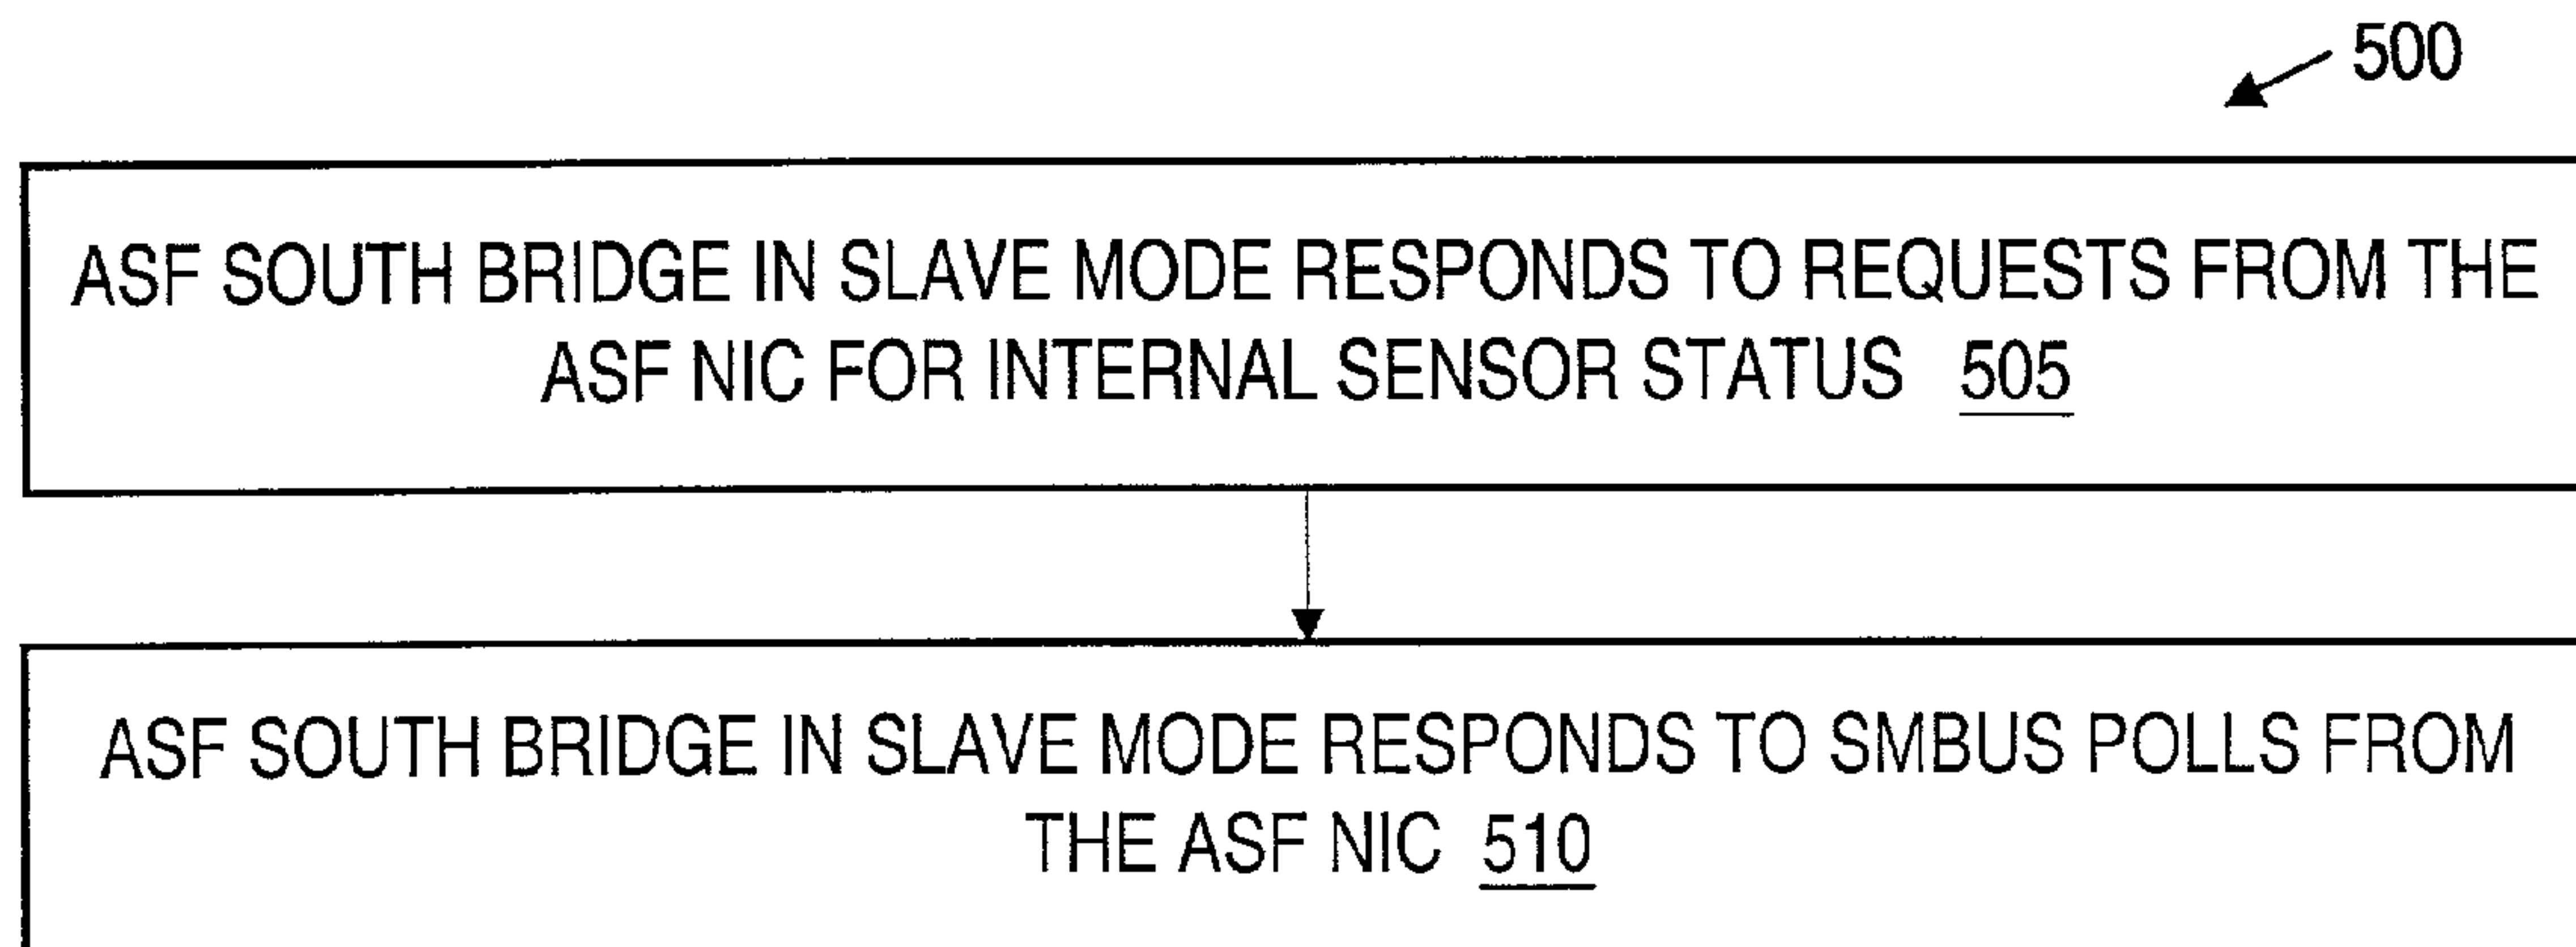 500
ASF SOUTH BRIDGE IN SLAVE MODE RESPONDS TO REQUESTS FROM THE
ASF NIC FOR INTERNAL SENSOR STATUS 505
ASF SOUTH BRIDGE IN SLAVE MODE RESPONDS TO SMBUS POLLS FROM
THE ASF NIC 510